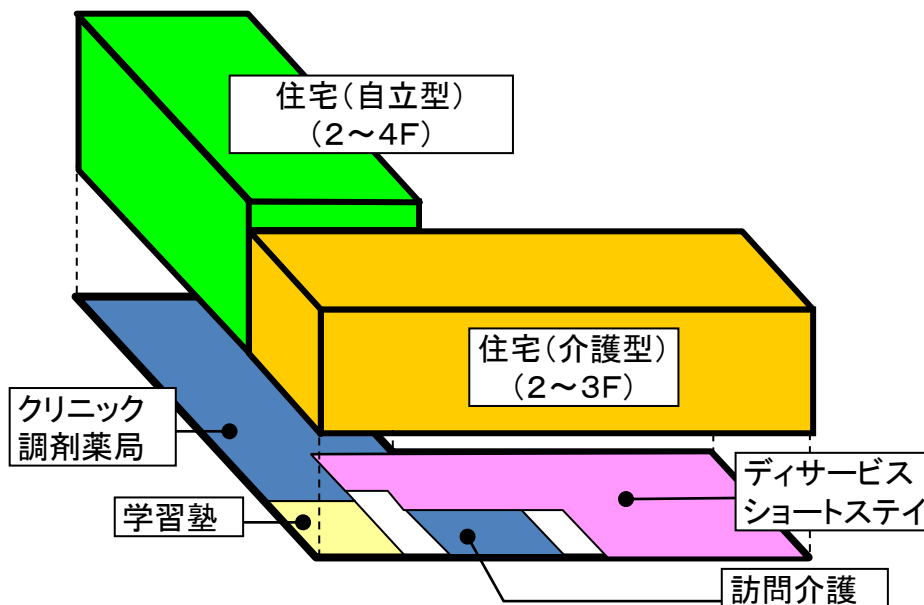 住宅(自立型)
(2~4F)
住宅(介護型)
(2~3F)
クリニック
調剤薬局
学習塾
ディサービス
ショートステイ
訪問介護